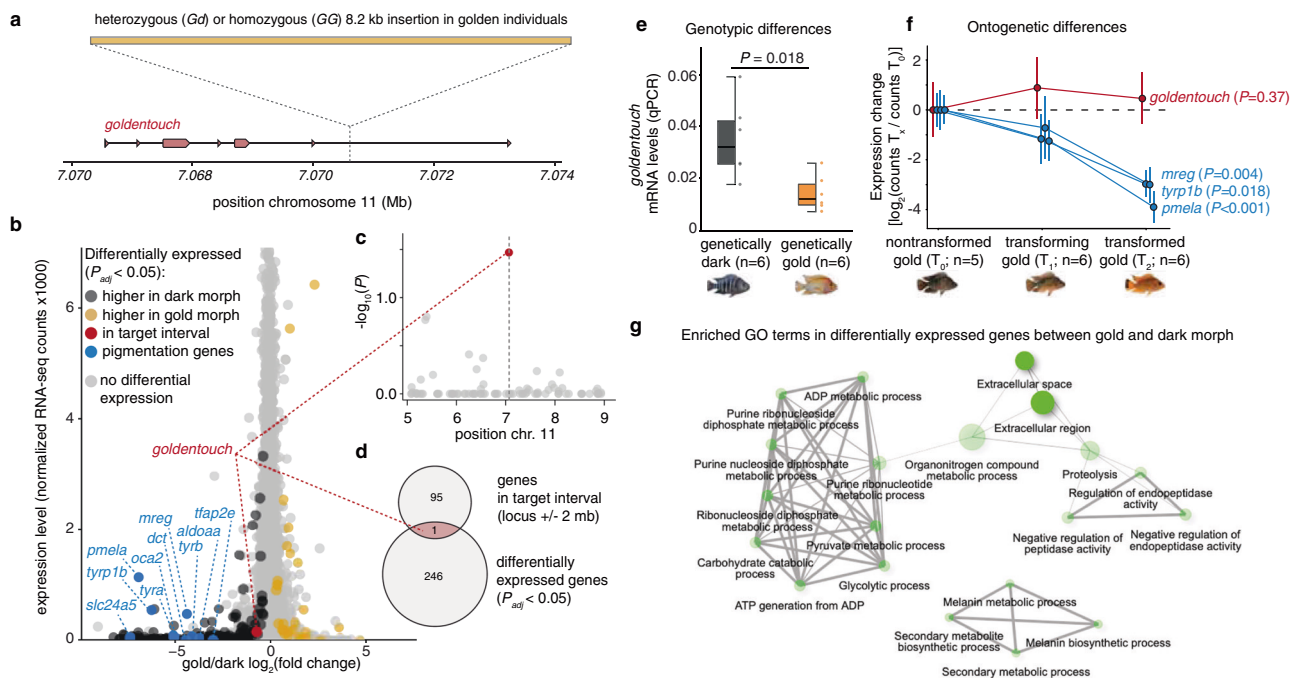 a
heterozygous (Gd) or homozygous (GG) 8.2 kb insertion in golden individuals
goldentouch
7.070
7.068
7.070
7.072
7.074
position chromosome 11 (Mb)
b
Differentially expressed
(Padj < 0.05):
higher in dark morph
higher in gold morph
in target interval
pigmentation genes
no differential
expression
expression level (normalized RNA-seq counts x1000)
6
4
2
0
goldentouch
tfap2e
mreg
aldoaa
dct
tyrb
pmela
oca2
tyrp1b
tyra
slc24a5
−5
0
5
gold/dark log2(fold change)
c
-log10(P)
1.0
0.0
5
6
7
8
9
position chr. 11
d
95
genes
in target interval
(locus +/- 2 mb)
1
246
differentially
expressed genes
(Padj < 0.05)
e
Genotypic differences
P = 0.018
goldentouch
mRNA levels (qPCR)
0.06
0.04
0.02
0
genetically
dark (n=6)
genetically
gold (n=6)
f
Ontogenetic differences
Expression change
[log2(counts Tx / counts T0)]
2
0
-2
-4
goldentouch (P=0.37)
mreg (P=0.004)
tyrp1b (P=0.018)
pmela (P<0.001)
nontransformed
gold (T0; n=5)
transforming
gold (T1; n=6)
transformed
gold (T2; n=6)
g
Enriched GO terms in differentially expressed genes between gold and dark morph
Extracellular space
ADP metabolic process
Purine ribonucleoside
diphosphate metabolic process
Extracellular region
Purine nucleoside diphosphate
metabolic process
Organonitrogen compound
metabolic process
Proteolysis
Purine ribonucleotide
metabolic process
Regulation of endopeptidase
activity
Ribonucleoside diphosphate
metabolic process
Pyruvate metabolic process
Negative regulation of
peptidase activity
Negative regulation of
endopeptidase activity
Carbohydrate catabolic
process
Glycolytic process
ATP generation from ADP
Melanin metabolic process
Secondary metabolite
biosynthetic process
Melanin biosynthetic process
Secondary metabolic process